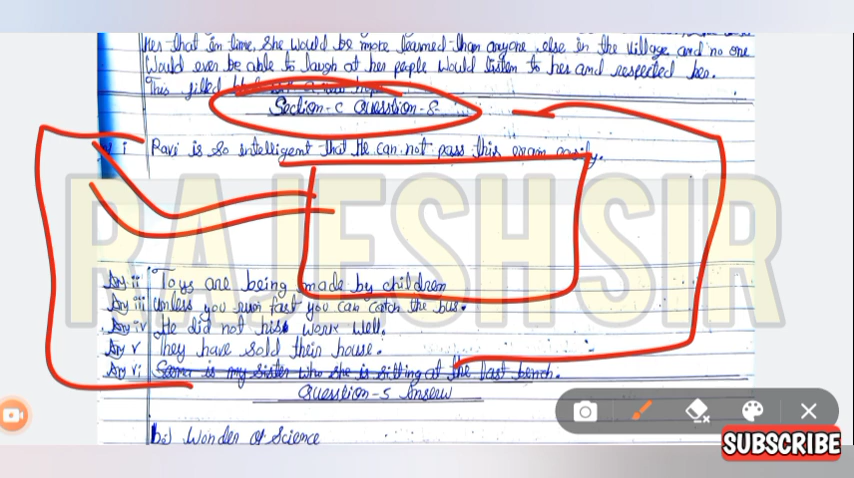 her that in time, she would be more learned than anyone else in the village and no one
would ever be able to laugh at her people would listen to her and respected her.
This filled
Section-C Question-8
i Ravi is so intelligent that He can not pass this exam easily.
RAJESH SIR
Ans ii Toys are being made by children
Ans iii Unless you run fast you can catch the bus.
Ans iv He did not his work well.
Ans v They have sold their house.
Ans vi is my sister who she is sitting at the last bench.
Question-5 Answer
Wonder of Science
SUBSCRIBE